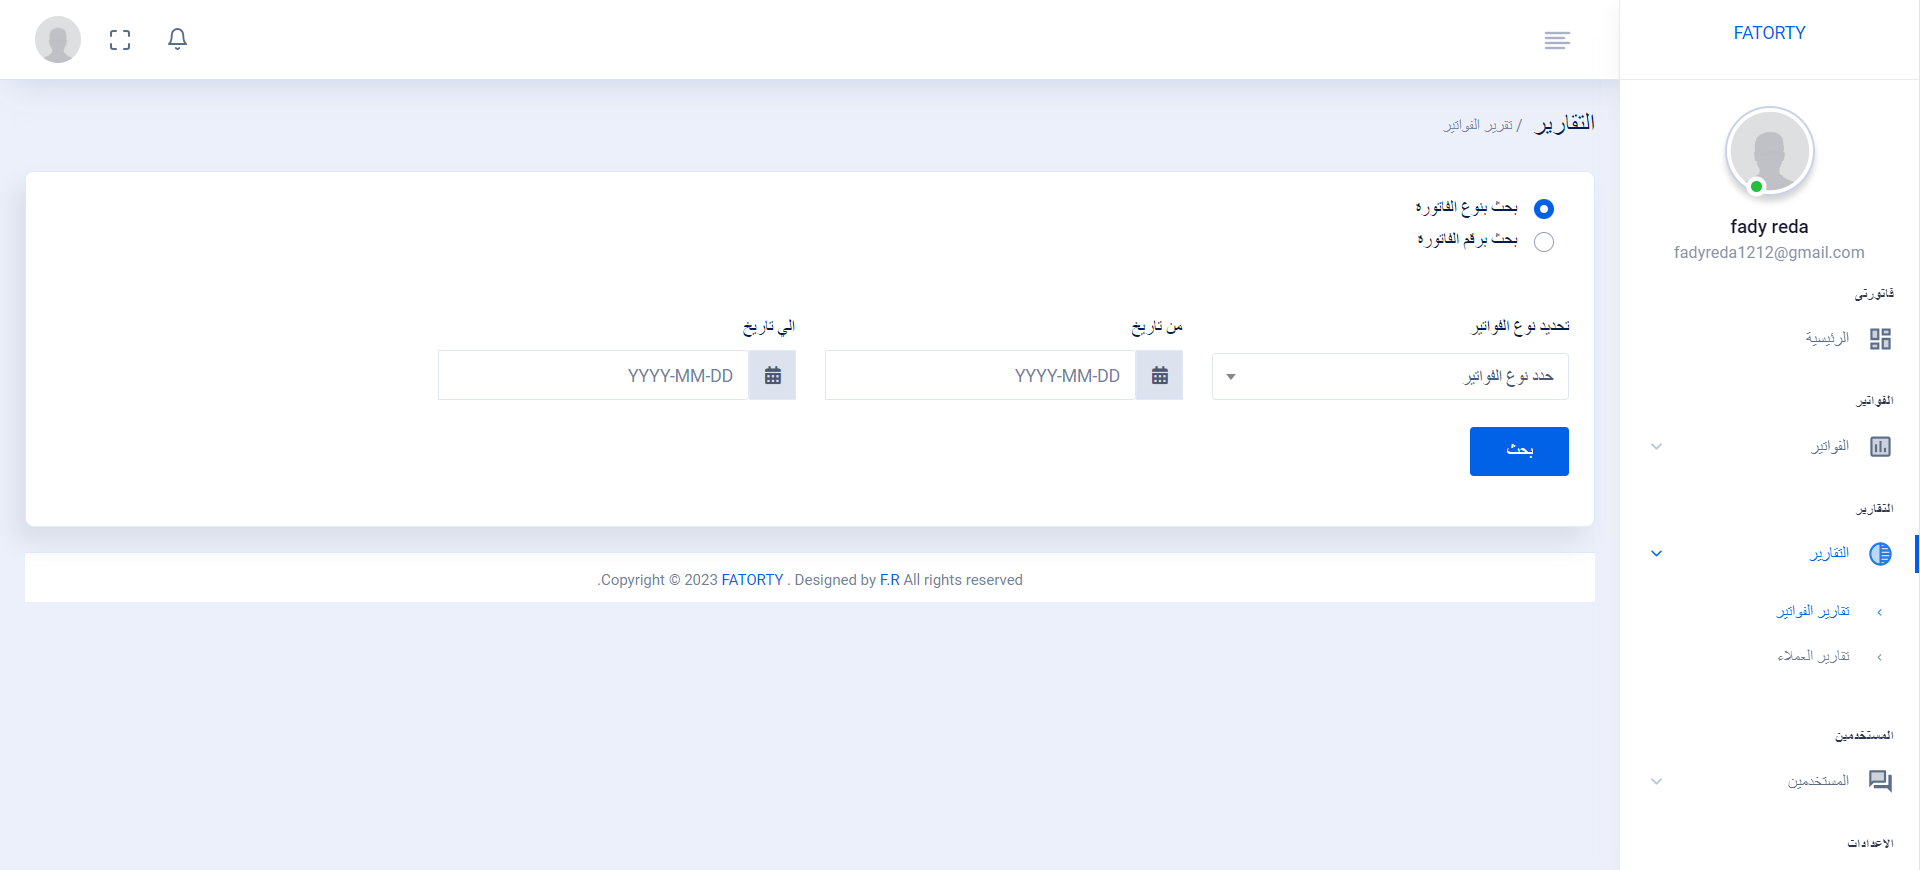 FATORTY
fady reda
fadyreda1212@gmail.com
فاتورتى
الرئيسية
الفواتير
الفواتير
التقارير
التقارير
تقارير الفواتير
تقارير العملاء
المستخدمين
المستخدمين
الاعدادات
التقارير / تقرير الفواتير
بحث بنوع الفاتورة
بحث برقم الفاتورة
تحديد نوع الفواتير
حدد نوع الفواتير
من تاريخ
YYYY-MM-DD
الي تاريخ
YYYY-MM-DD
بحث
.Copyright © 2023 FATORTY . Designed by F.R All rights reserved